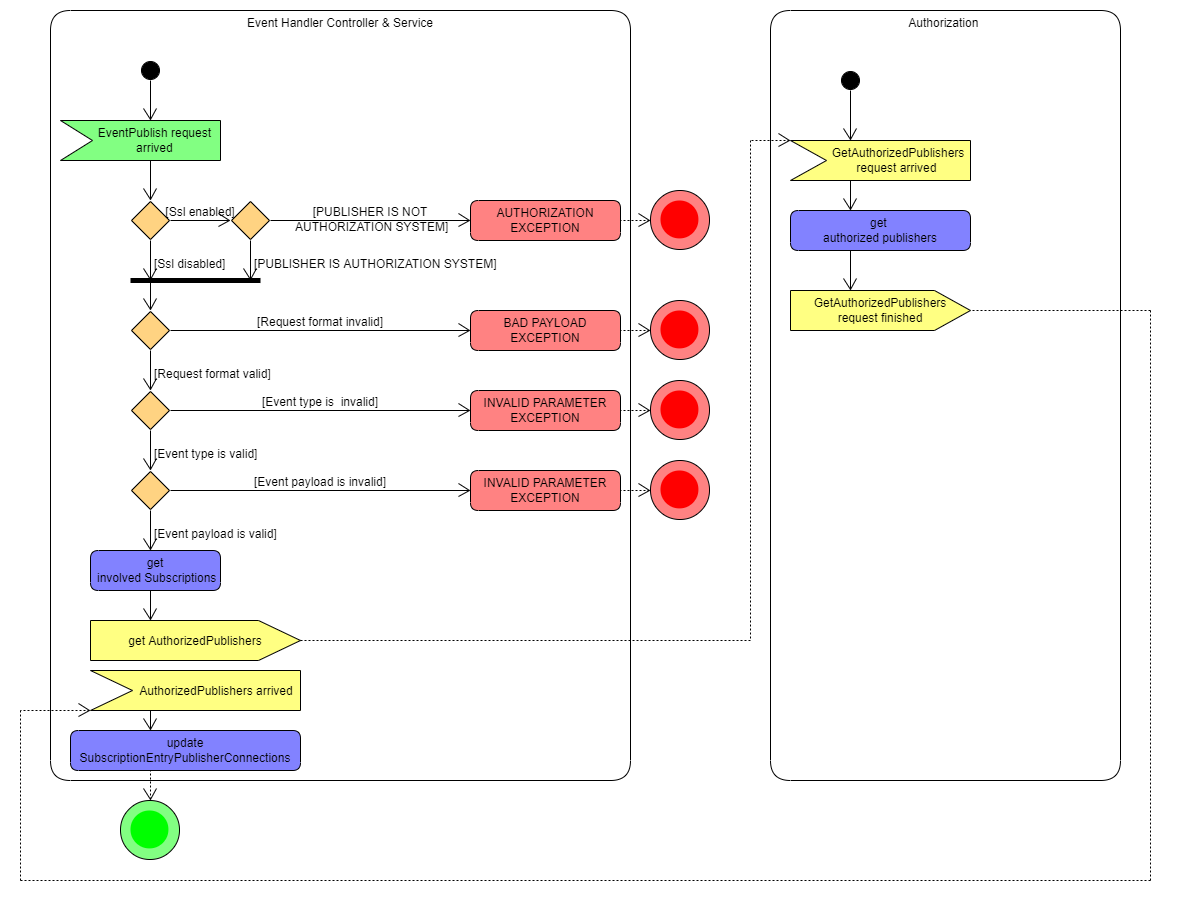 Event Handler Controller & Service
Authorization
EventPublish request
arrived
GetAuthorizedPublishers
request arrived
[Ssl enabled]
[PUBLISHER IS NOT
AUTHORIZATION SYSTEM]
AUTHORIZATION
EXCEPTION
get
authorized publishers
[Ssl disabled]
[PUBLISHER IS AUTHORIZATION SYSTEM]
GetAuthorizedPublishers
request finished
[Request format invalid]
BAD PAYLOAD
EXCEPTION
[Request format valid]
[Event type is  invalid]
INVALID PARAMETER
EXCEPTION
[Event type is valid]
[Event payload is invalid]
INVALID PARAMETER
EXCEPTION
[Event payload is valid]
get
involved Subscriptions
get AuthorizedPublishers
AuthorizedPublishers arrived
update
SubscriptionEntryPublisherConnections